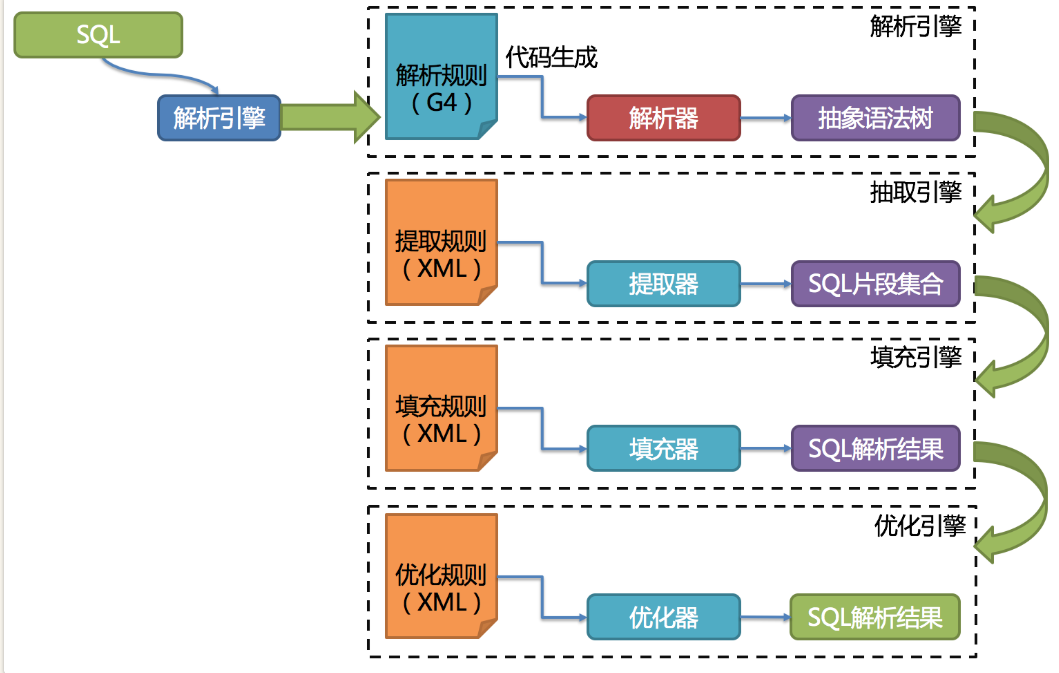 SQL
解析引擎
解析引擎
解析规则
（G4）
代码生成
解析器
抽象语法树
抽取引擎
提取规则
（XML）
提取器
SQL片段集合
填充引擎
填充规则
（XML）
填充器
SQL解析结果
优化引擎
优化规则
（XML）
优化器
SQL解析结果